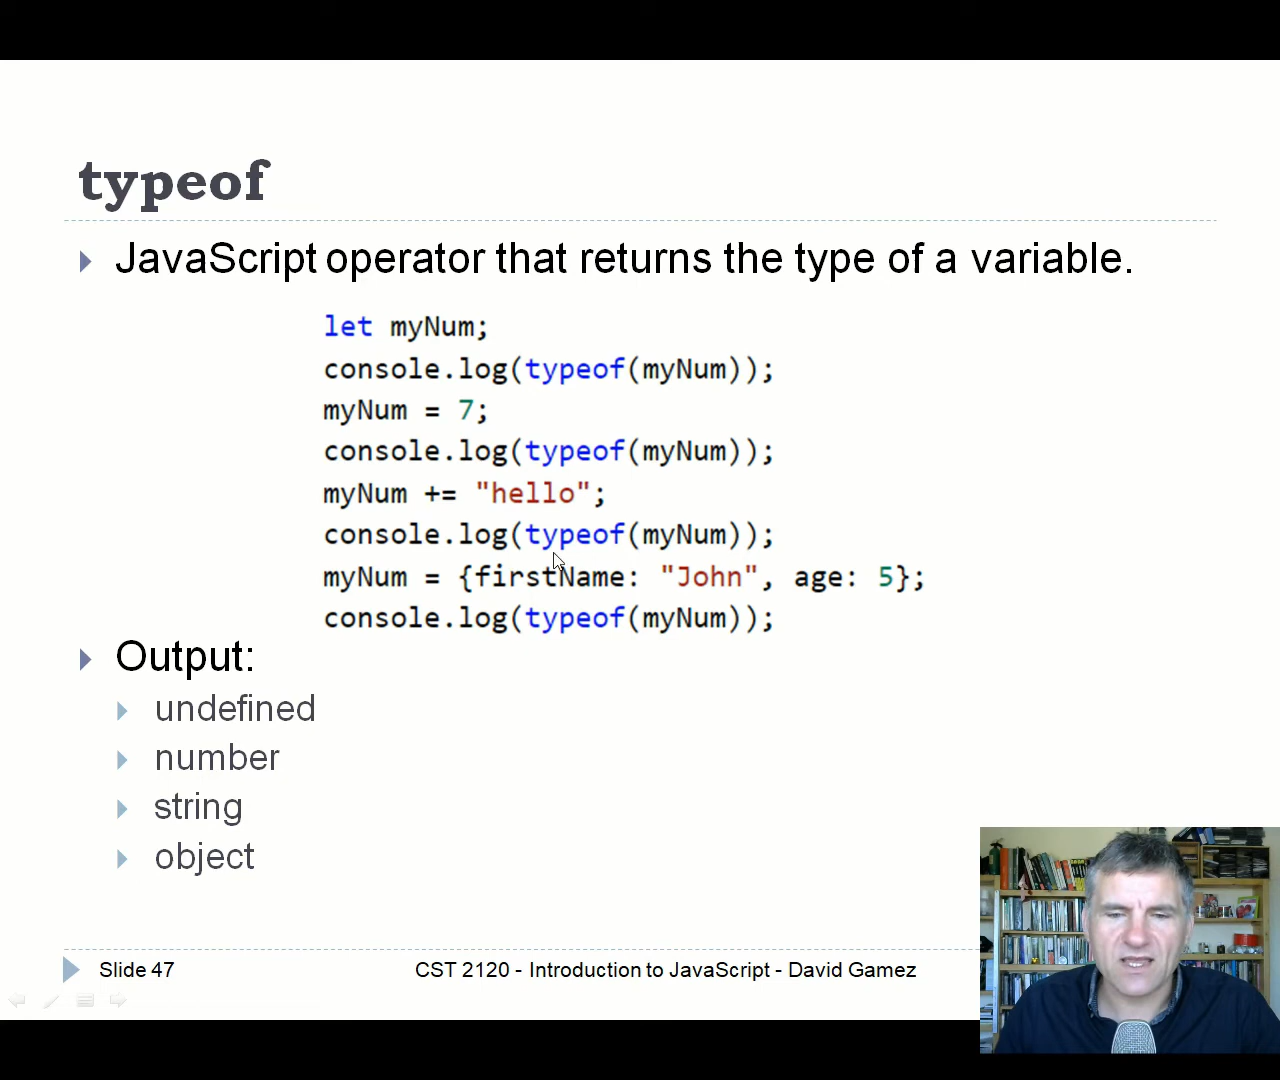 typeof
JavaScript operator that returns the type of a variable.
let myNum;
console.log(typeof(myNum));
myNum = 7;
console.log(typeof(myNum));
myNum += "hello";
console.log(typeof(myNum));
myNum = {firstName: "John", age: 5};
console.log(typeof(myNum));
Output:
undefined
number
string
object
Slide 47
CST 2120 - Introduction to JavaScript - David Gamez